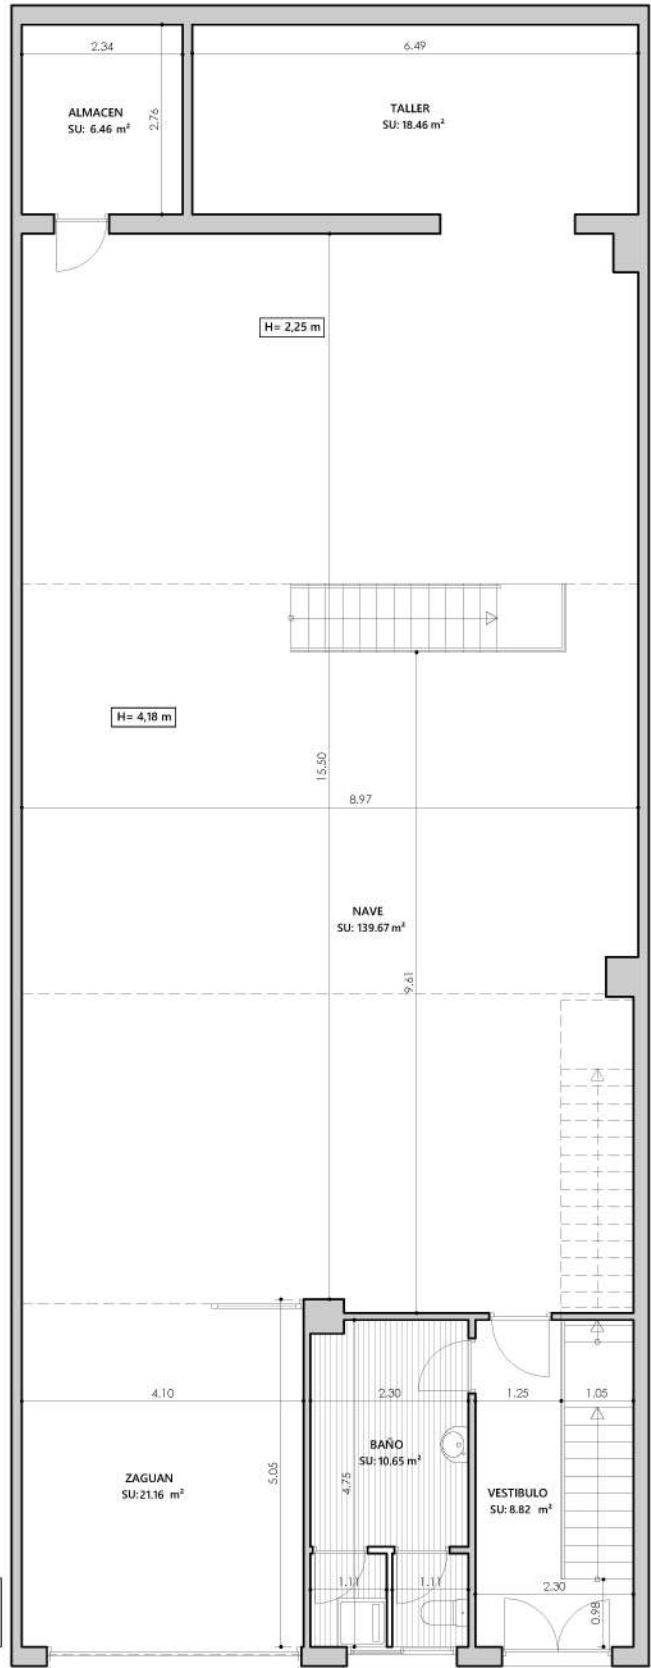 2.34
6.49
ALMACEN
SU: 6.46 m²
2.76
TALLER
SU: 18.46 m²
H= 2,25 m
H= 4,18 m
15.50
8.97
NAVE
SU: 139.67 m²
9.61
4.10
2.30
1.25
1.05
5.05
4.75
BAÑO
SU: 10.65 m²
ZAGUAN
SU: 21.16 m²
VESTIBULO
SU: 8.82 m²
1.11
1.11
2.30
0.98